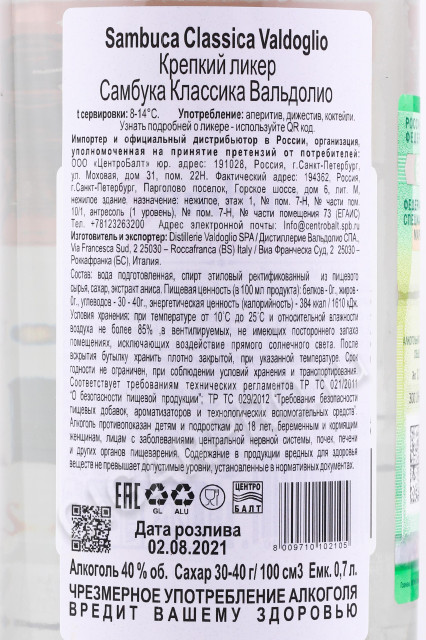 Sambuca Classica Valdoglio
Крепкий ликер
Самбука Классика Вальдолио
t сервировки: 8-14°С. Употребление: аперитив, дижестив, коктейли.
Узнать подробней о ликере - используйте QR код.
Импортер и официальный дистрибьютор в России, организация,
уполномоченная на принятие претензий от потребителей:
ООО «ЦентроБалт» юр. адрес: 191028, Россия, г.Санкт-Петербург,
ул. Моховая, дом 31, пом. 22Н. Фактический адрес: 194362, Россия,
г.Санкт-Петербург, Парголово поселок, Горское шоссе, дом 6, лит. М,
нежилое здание. назначение: нежилое, этаж 1, № пом. 7-Н, № части пом.
10/1, антресоль (1 уровень), № пом. 7-Н, № части помещения 73 (ЕГАИС)
Тел. +78123263200 Адрес электронной почты: Info@centrobalt.spb.ru
Изготовитель и экспортер: Distillerie Valdoglio SPA / Дистиллерие Вальдолио СПА,
Via Francesca Sud, 2 25030 – Roccafranca (BS) Italy / Виа Франческа Сюд, 2 25030 –
Роккафранка (БС), Италия.
Состав: вода подготовленная, спирт этиловый ректификованный из пищевого
сырья, сахар, экстракт аниса. Пищевая ценность (в 100 мл продукта): белков - 0г., жиров -
0г., углеводов - 30 - 40г., энергетическая ценность (калорийность) - 384 ккал / 1610 кДж.
Условия хранения: при температуре от 10°С до 25°С и относительной влажности
воздуха не более 85% ,в вентилируемых, не имеющих постороннего запаха
помещениях, исключающих воздействие прямого солнечного света. После
вскрытия бутылку хранить плотно закрытой, при указанной температуре. Срок
годности не ограничен, при соблюдении условий хранения и транспортирования.
Соответствует требованиям технических регламентов ТР ТС 021/2011
"О безопасности пищевой продукции"; ТР ТС 029/2012 "Требования безопасности
пищевых добавок, ароматизаторов и технологических вспомогательных средств"
Алкоголь противопоказан детям и подросткам до 18 лет, беременным и кормящим
женщинам, лицам с заболеваниями центральной нервной системы, почек, печени
и других органов пищеварения. Содержание в продукции вредных для здоровья
веществ не превышает допустимые уровни, установленные в нормативных документах.
EAC
GL
ALU
ЦЕНТРО
БАЛТ
8 009710 102105
Дата розлива
02.08.2021
Алкоголь 40 % об. Сахар 30-40 г/ 100 см3 Емк. 0,7 л.
ЧРЕЗМЕРНОЕ УПОТРЕБЛЕНИЕ АЛКОГОЛЯ
ВРЕДИТ ВАШЕМУ ЗДОРОВЬЮ